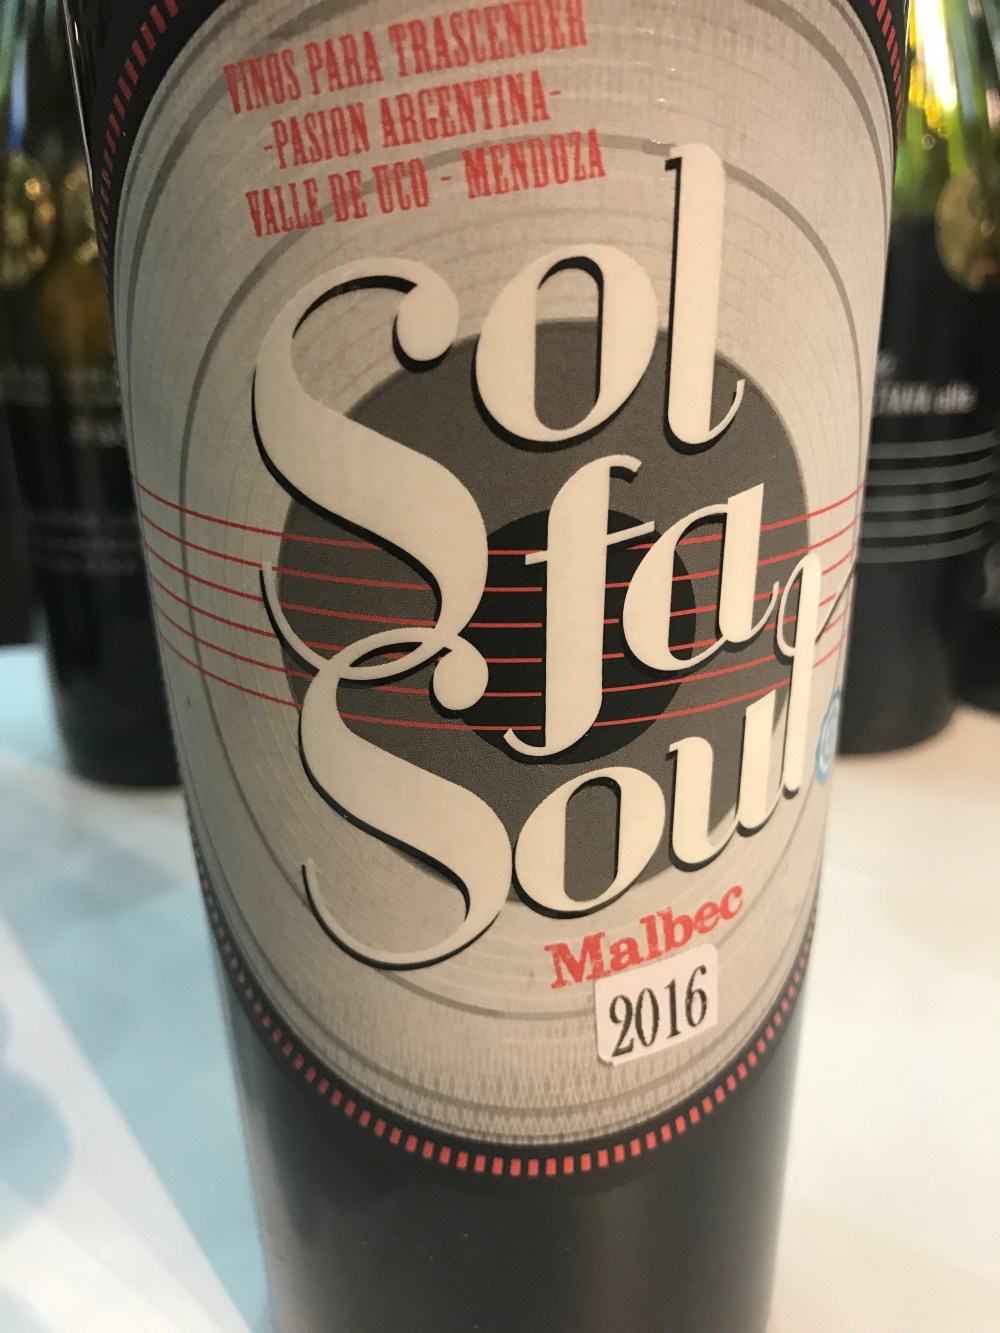 VINOS PARA TRASCENDER
-PASION ARGENTINA-
VALLE DE UCO - MENDOZA
Sol
fa
Soul
Malbec
2016